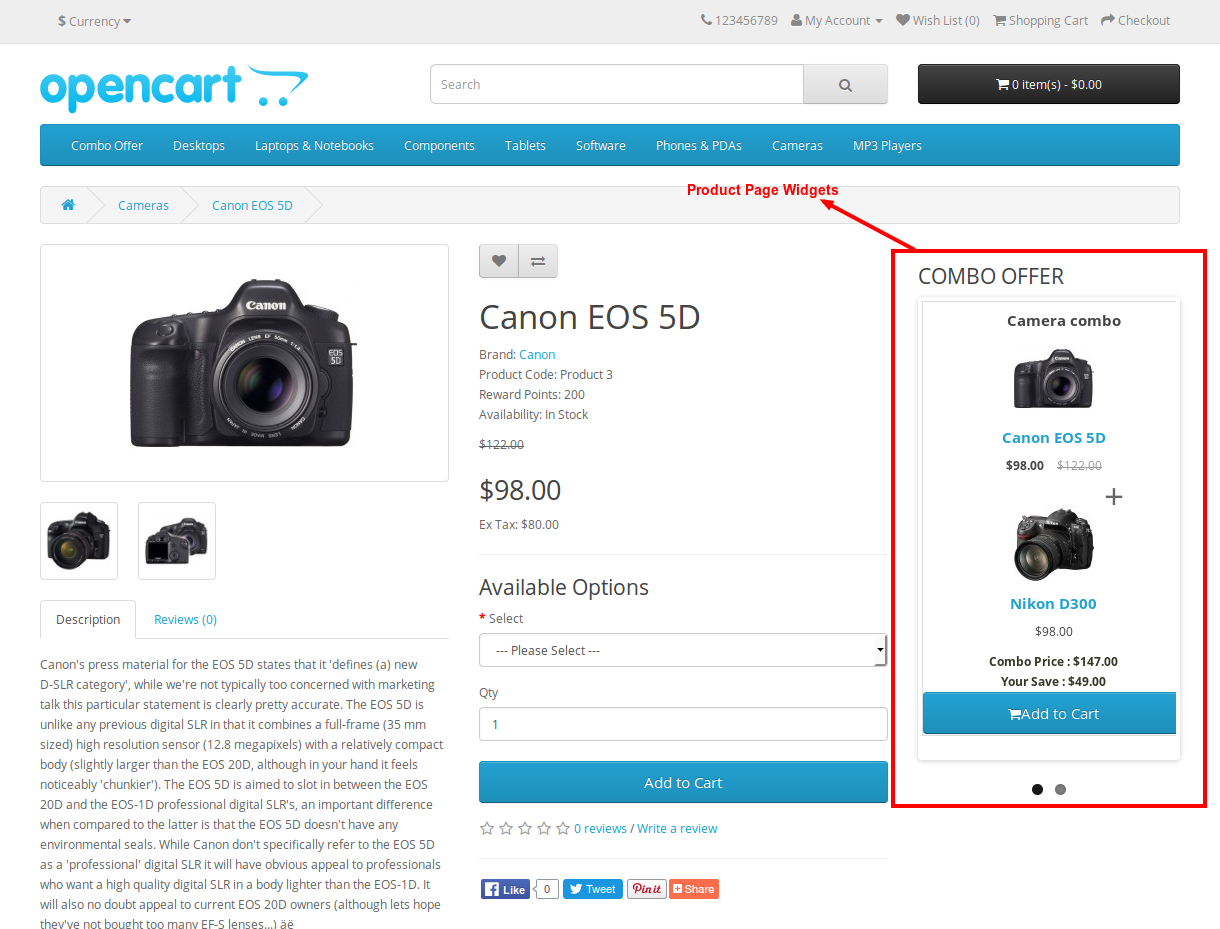 $ Currency
123456789 My Account Wish List (0) Shopping Cart Checkout
opencart
Search
0 item(s) - $0.00
Combo Offer Desktops Laptops & Notebooks Components Tablets Software Phones & PDAs Cameras MP3 Players
Product Page Widgets
Cameras Canon EOS 5D
Canon
EOS
5D
Canon EOS 5D
Brand: Canon
Product Code: Product 3
Reward Points: 200
Availability: In Stock
$122.00
$98.00
Ex Tax: $80.00
Available Options
* Select
--- Please Select ---
Qty
1
Add to Cart
0 reviews / Write a review
Like 0 Tweet Pin it Share
Description Reviews (0)
Canon's press material for the EOS 5D states that it 'defines (a) new
D-SLR category', while we're not typically too concerned with marketing
talk this particular statement is clearly pretty accurate. The EOS 5D is
unlike any previous digital SLR in that it combines a full-frame (35 mm
sized) high resolution sensor (12.8 megapixels) with a relatively compact
body (slightly larger than the EOS 20D, although in your hand it feels
noticeably 'chunkier'). The EOS 5D is aimed to slot in between the EOS
20D and the EOS-1D professional digital SLR's, an important difference
when compared to the latter is that the EOS 5D doesn't have any
environmental seals. While Canon don't specifically refer to the EOS 5D
as a 'professional' digital SLR it will have obvious appeal to professionals
who want a high quality digital SLR in a body lighter than the EOS-1D. It
will also no doubt appeal to current EOS 20D owners (although lets hope
they've not bought too many EF-S lenses...) äë
COMBO OFFER
Camera combo
Canon EOS 5D
$98.00 $122.00
+
Nikon D300
$98.00
Combo Price : $147.00
Your Save : $49.00
Add to Cart